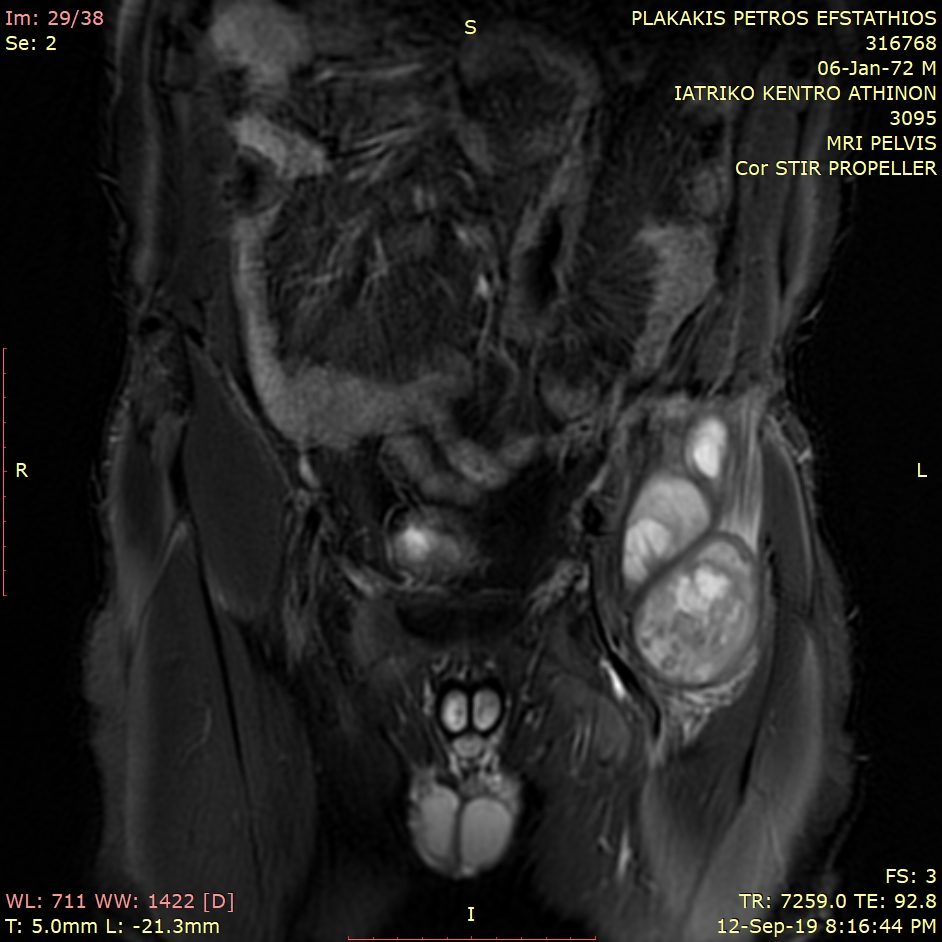 Im: 29/38
Se: 2
S
PLAKAKIS PETROS EFSTATHIOS
316768
06-Jan-72 M
IATRIKO KENTRO ATHINON
3095
MRI PELVIS
Cor STIR PROPELLER
R
L
WL: 711 WW: 1422 [D]
T: 5.0mm L: -21.3mm
I
FS: 3
TR: 7259.0 TE: 92.8
12-Sep-19 8:16:44 PM